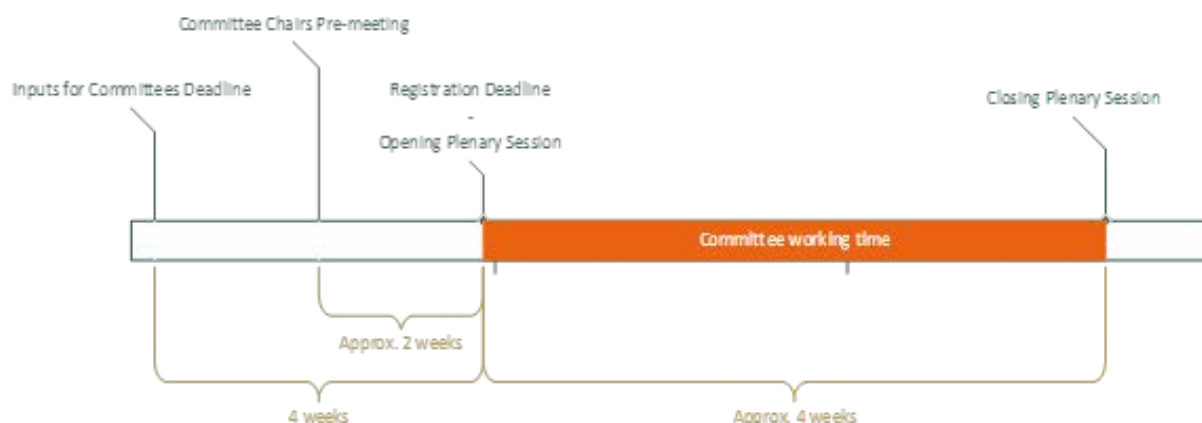 Committee Chairs Pre-meeting
Inputs for Committees Deadline
Registration Deadline
-
Opening Plenary Session
Closing Plenary Session
Committee working time
Approx. 2 weeks
4 weeks
Approx. 4 weeks